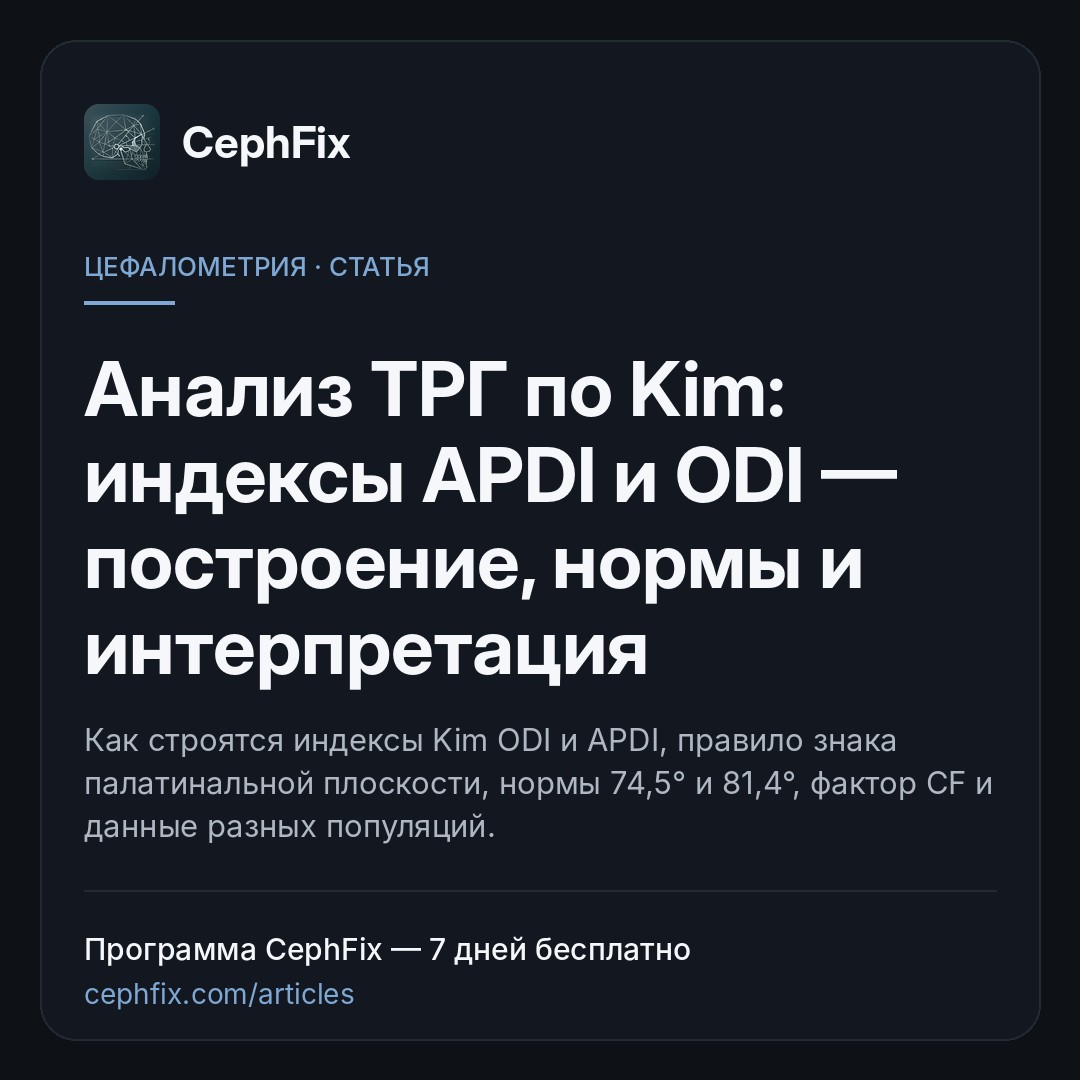 CephFix
ЦЕФАЛОМЕТРИЯ · СТАТЬЯ
Анализ ТРГ по Kim:
индексы APDI и ODI —
построение, нормы и
интерпретация
Как строятся индексы Kim ODI и APDI, правило знака
палатинальной плоскости, нормы 74,5° и 81,4°, фактор CF и
данные разных популяций.
Программа CephFix — 7 дней бесплатно
cephfix.com/articles